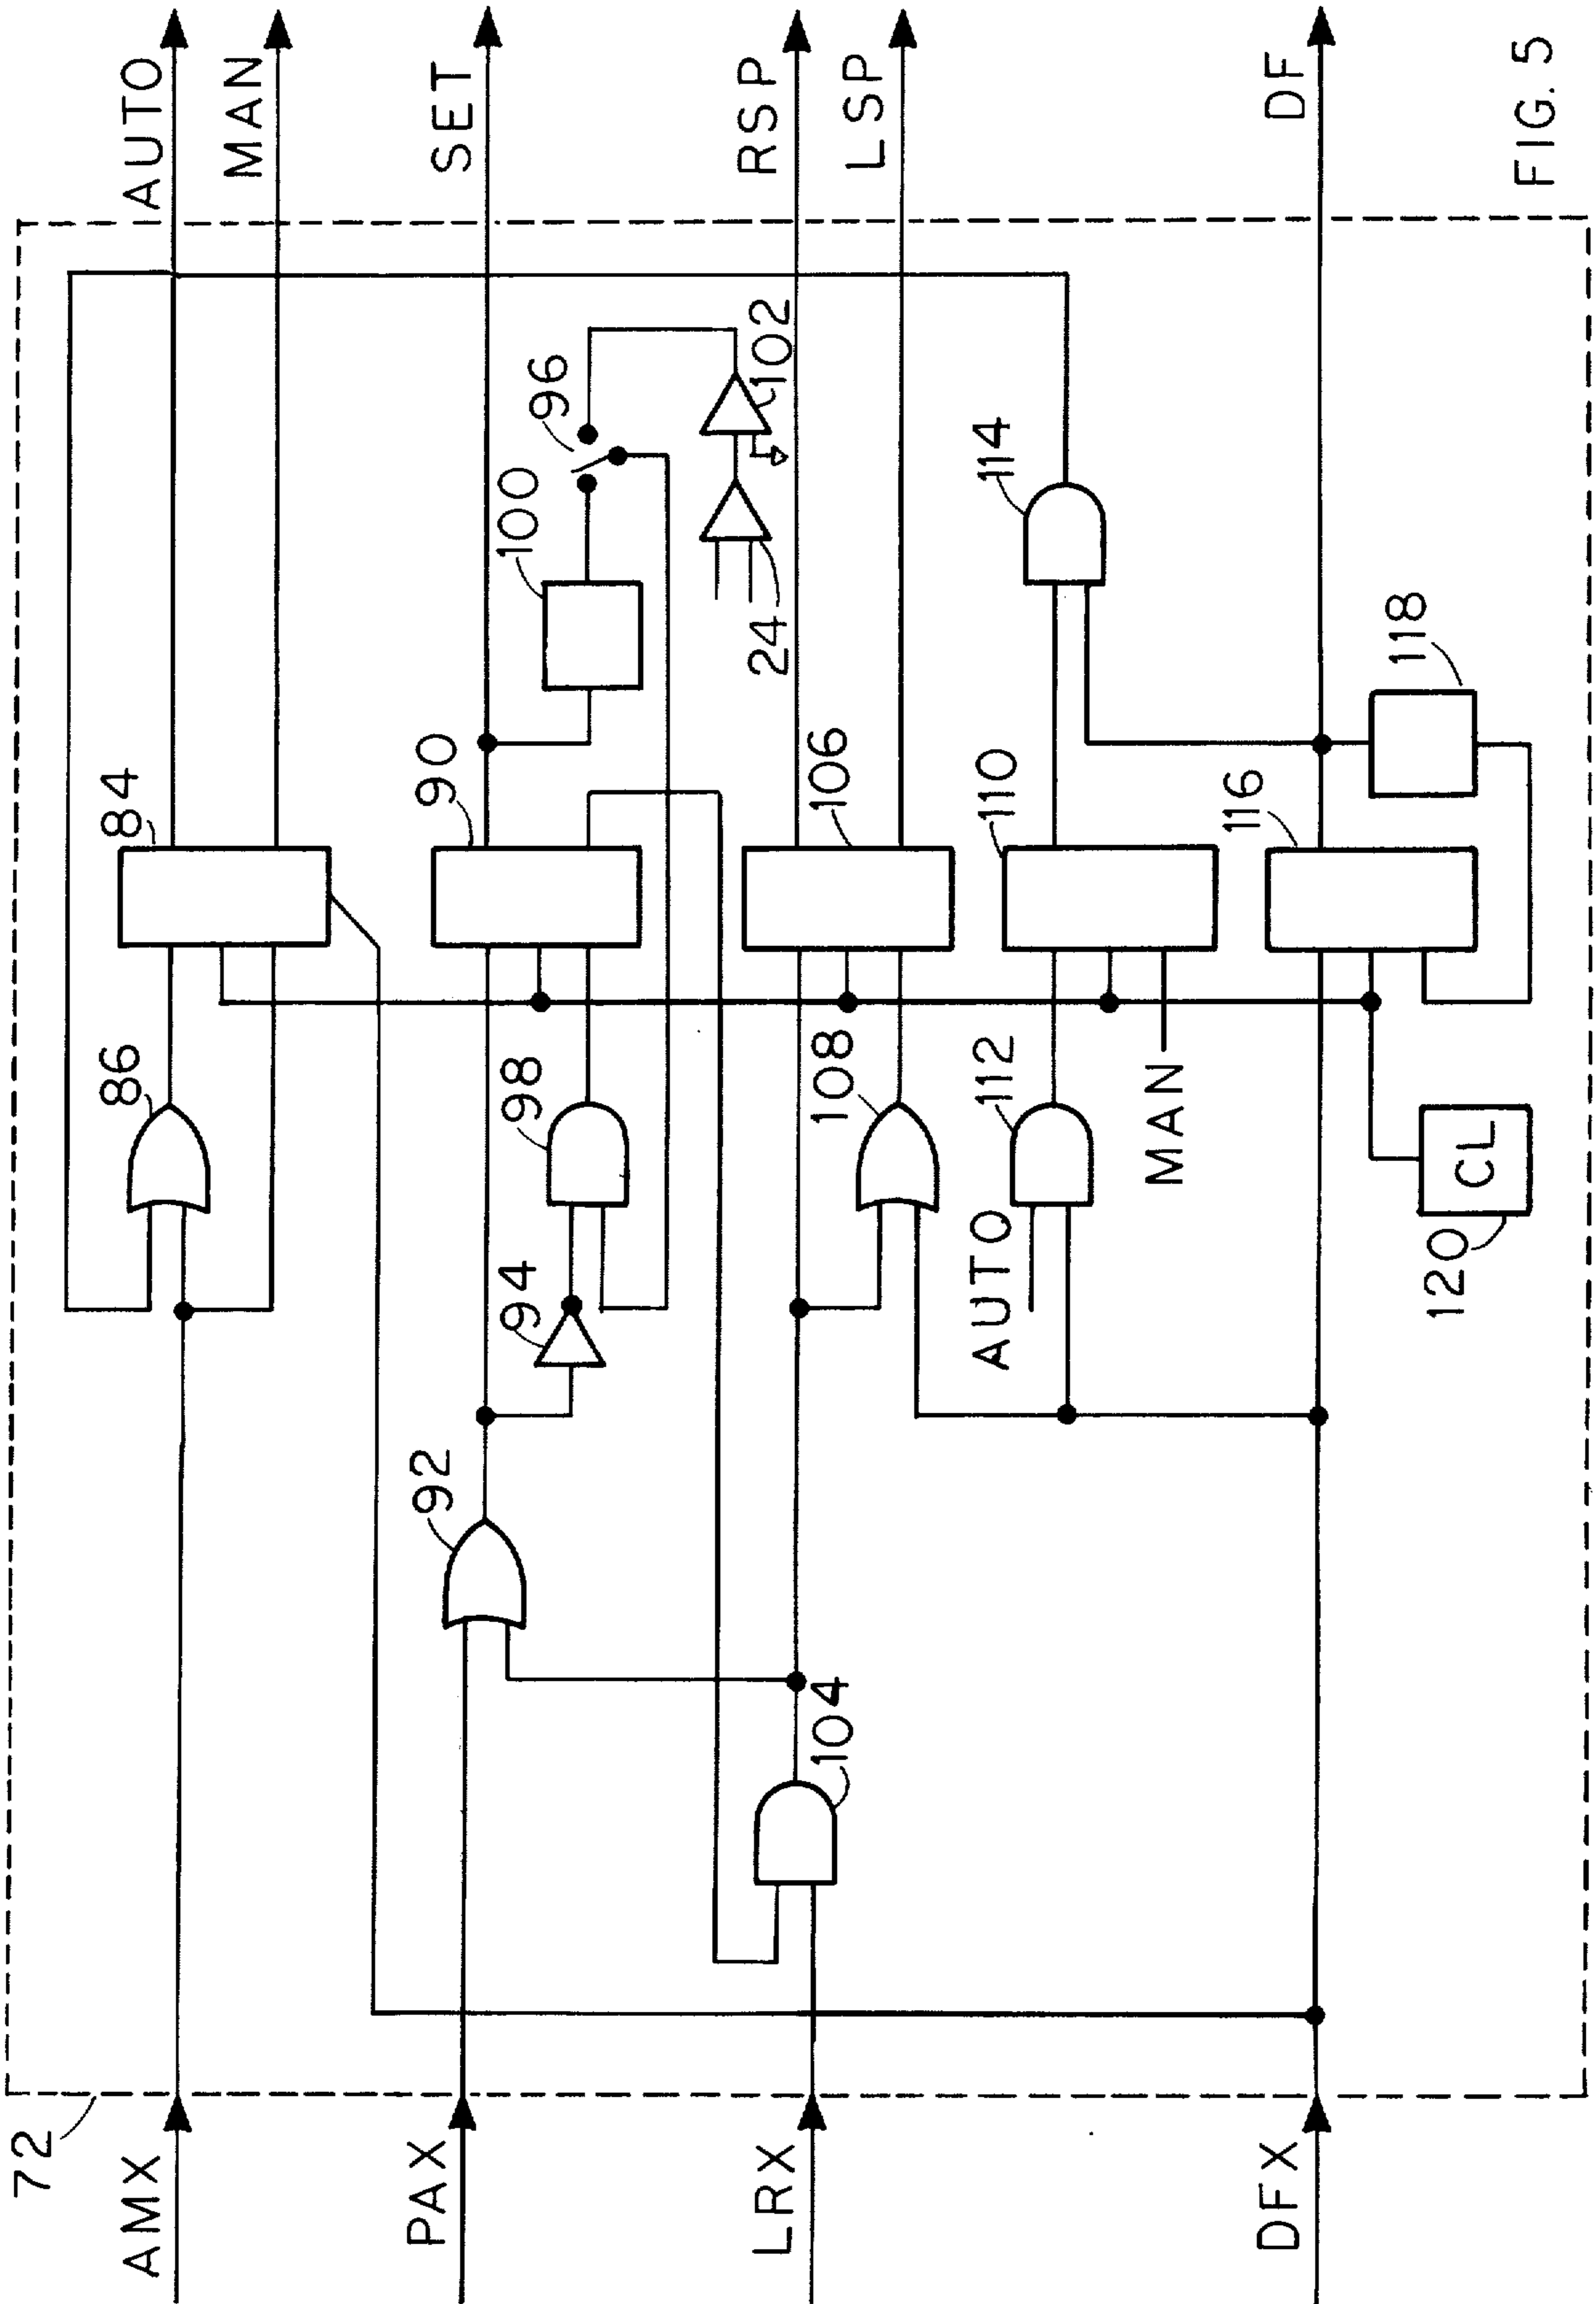 72
AMX
PAX
LRX
DFX
104
92
94
98
86
108
112
AUTO
MAN
CL
120
84
90
106
110
116
118
100
96
24
102
114
AUTO
MAN
SET
RSP
LSP
DF
FIG. 5